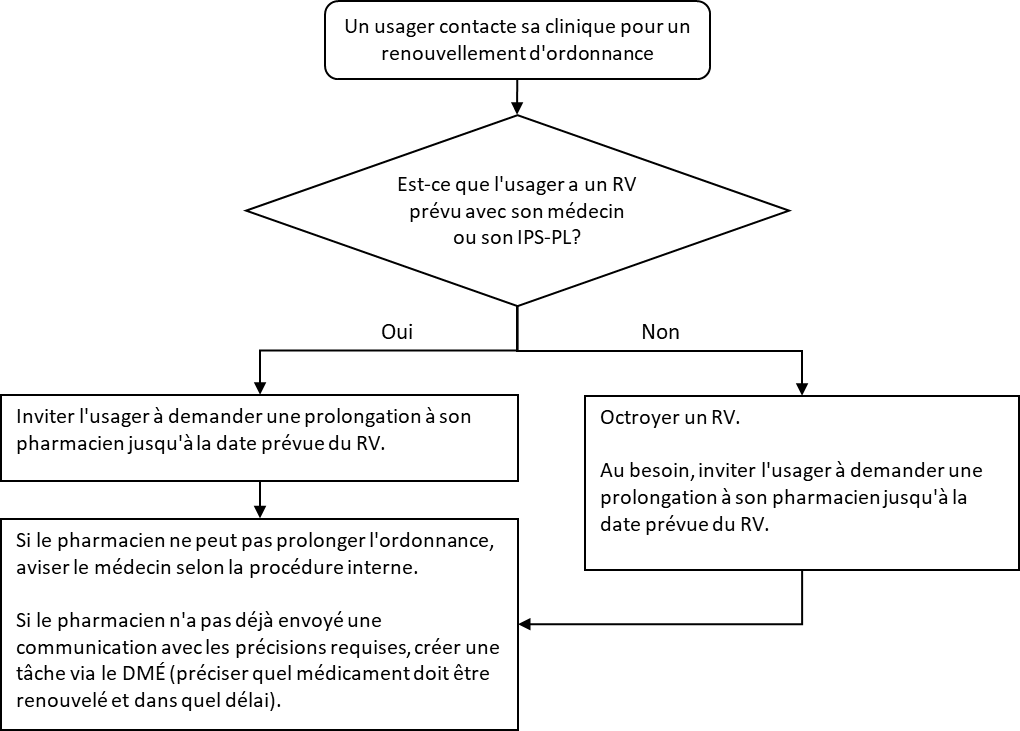 Un usager contacte sa clinique pour un
renouvellement d'ordonnance
Est-ce que l'usager a un RV
prévu avec son médecin
ou son IPS-PL?
Oui
Non
Inviter l'usager à demander une prolongation à son
pharmacien jusqu'à la date prévue du RV.
Octroyer un RV.
Au besoin, inviter l'usager à demander une
prolongation à son pharmacien jusqu'à la
date prévue du RV.
Si le pharmacien ne peut pas prolonger l'ordonnance,
aviser le médecin selon la procédure interne.
Si le pharmacien n'a pas déjà envoyé une
communication avec les précisions requises, créer une
tâche via le DMÉ (préciser quel médicament doit être
renouvelé et dans quel délai).